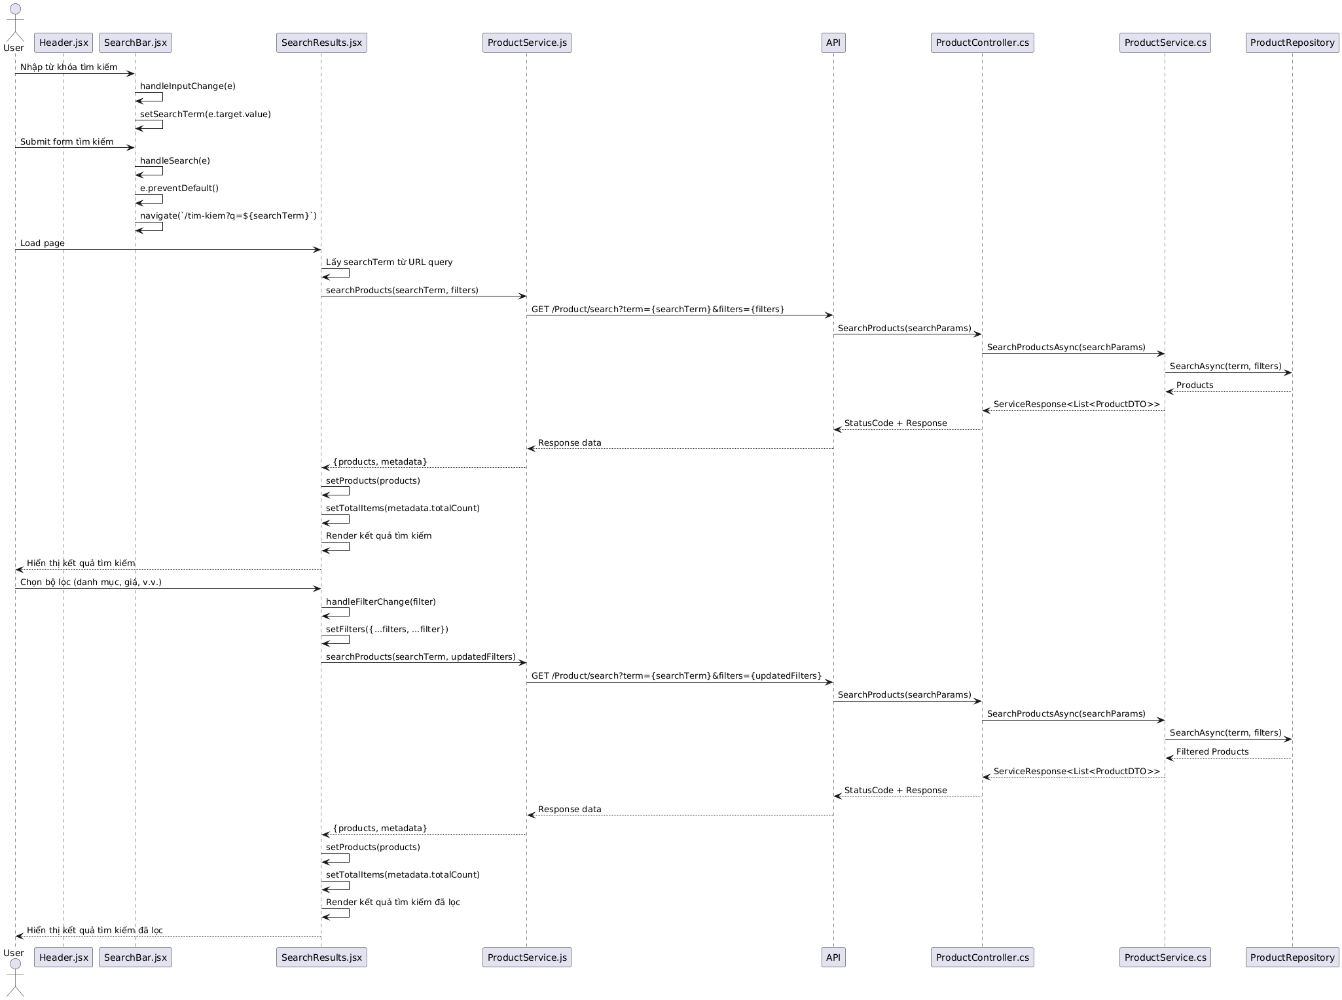 User
Header.jsx
SearchBar.jsx
SearchResults.jsx
ProductService.js
API
ProductController.cs
ProductService.cs
ProductRepository
Nhập từ khóa tìm kiếm
handleInputChange(e)
setSearchTerm(e.target.value)
Submit form tìm kiếm
handleSearch(e)
e.preventDefault()
navigate(`/tim-kiem?q=${searchTerm}`)
Load page
Lấy searchTerm từ URL query
searchProducts(searchTerm, filters)
GET /Product/search?term={searchTerm}&filters={filters}
SearchProducts(searchParams)
SearchProductsAsync(searchParams)
SearchAsync(term, filters)
Products
ServiceResponse<List<ProductDTO>>
StatusCode + Response
Response data
{products, metadata}
setProducts(products)
setTotalItems(metadata.totalCount)
Render kết quả tìm kiếm
Hiển thị kết quả tìm kiếm
Chọn bộ lọc (danh mục, giá, v.v.)
handleFilterChange(filter)
setFilters({...filters, ...filter})
searchProducts(searchTerm, updatedFilters)
GET /Product/search?term={searchTerm}&filters={updatedFilters}
SearchProducts(searchParams)
SearchProductsAsync(searchParams)
SearchAsync(term, filters)
Filtered Products
ServiceResponse<List<ProductDTO>>
StatusCode + Response
Response data
{products, metadata}
setProducts(products)
setTotalItems(metadata.totalCount)
Render kết quả tìm kiếm đã lọc
Hiển thị kết quả tìm kiếm đã lọc
User
Header.jsx
SearchBar.jsx
SearchResults.jsx
ProductService.js
API
ProductController.cs
ProductService.cs
ProductRepository